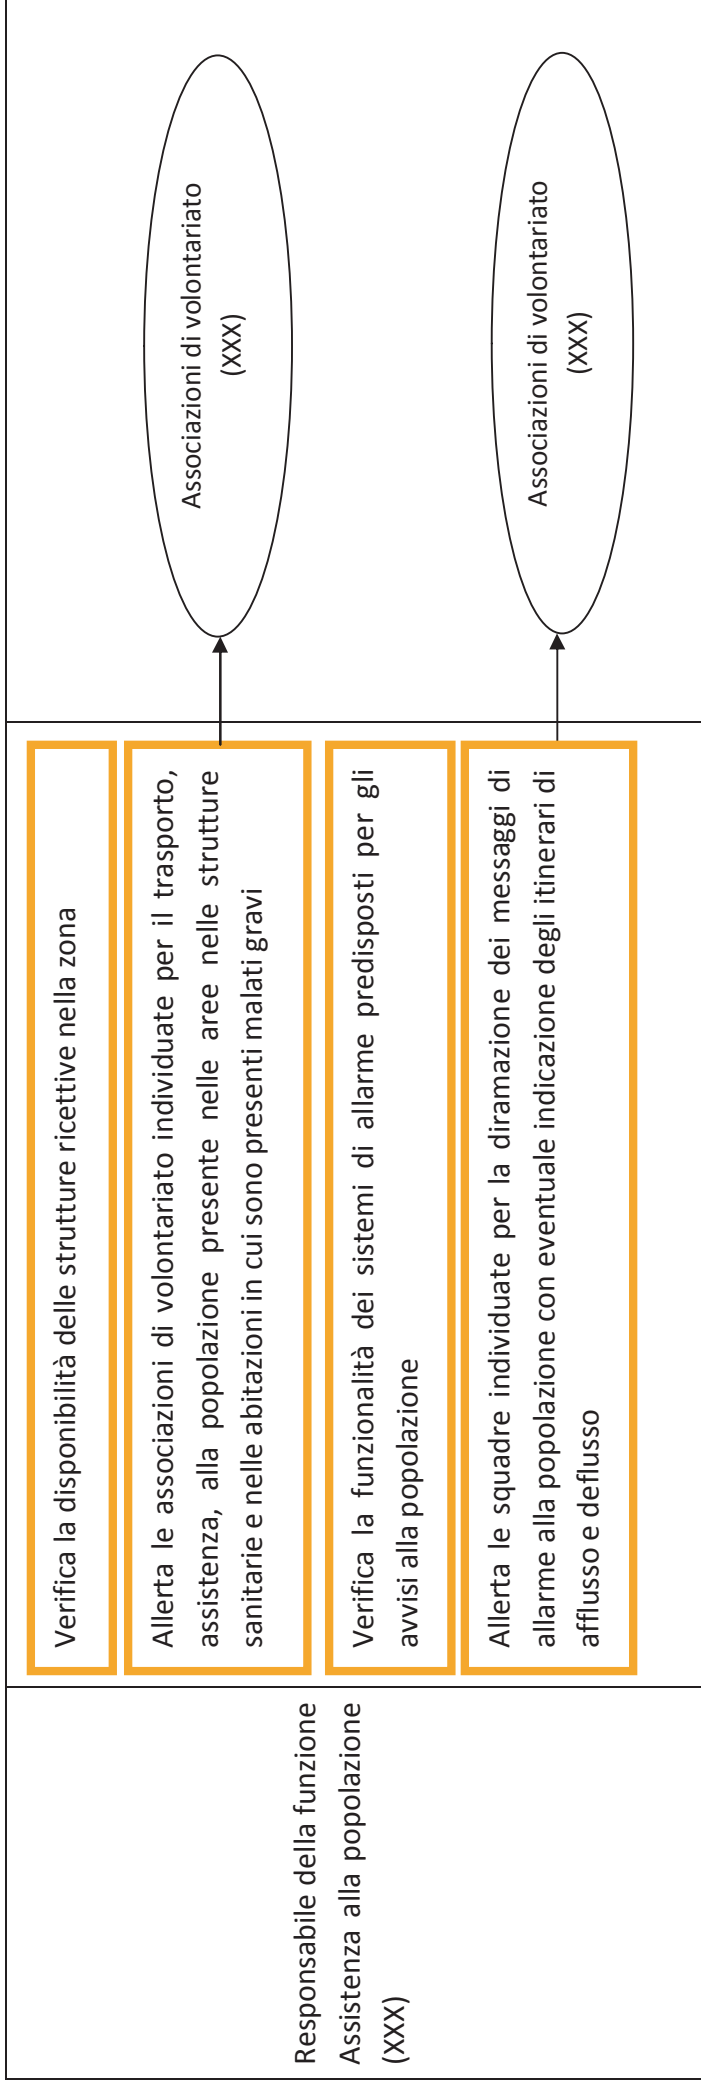 Responsabile della funzione
Assistenza alla popolazione
(XXX)
Verifica la disponibilità delle strutture ricettive nella zona
Allerta le associazioni di volontariato individuate per il trasporto,
assistenza, alla popolazione presente nelle aree nelle strutture
sanitarie e nelle abitazioni in cui sono presenti malati gravi
Verifica la funzionalità dei sistemi di allarme predisposti per gli
avvisi alla popolazione
Allerta le squadre individuate per la diramazione dei messaggi di
allarme alla popolazione con eventuale indicazione degli itinerari di
afflusso e deflusso
Associazioni di volontariato
(XXX)
Associazioni di volontariato
(XXX)